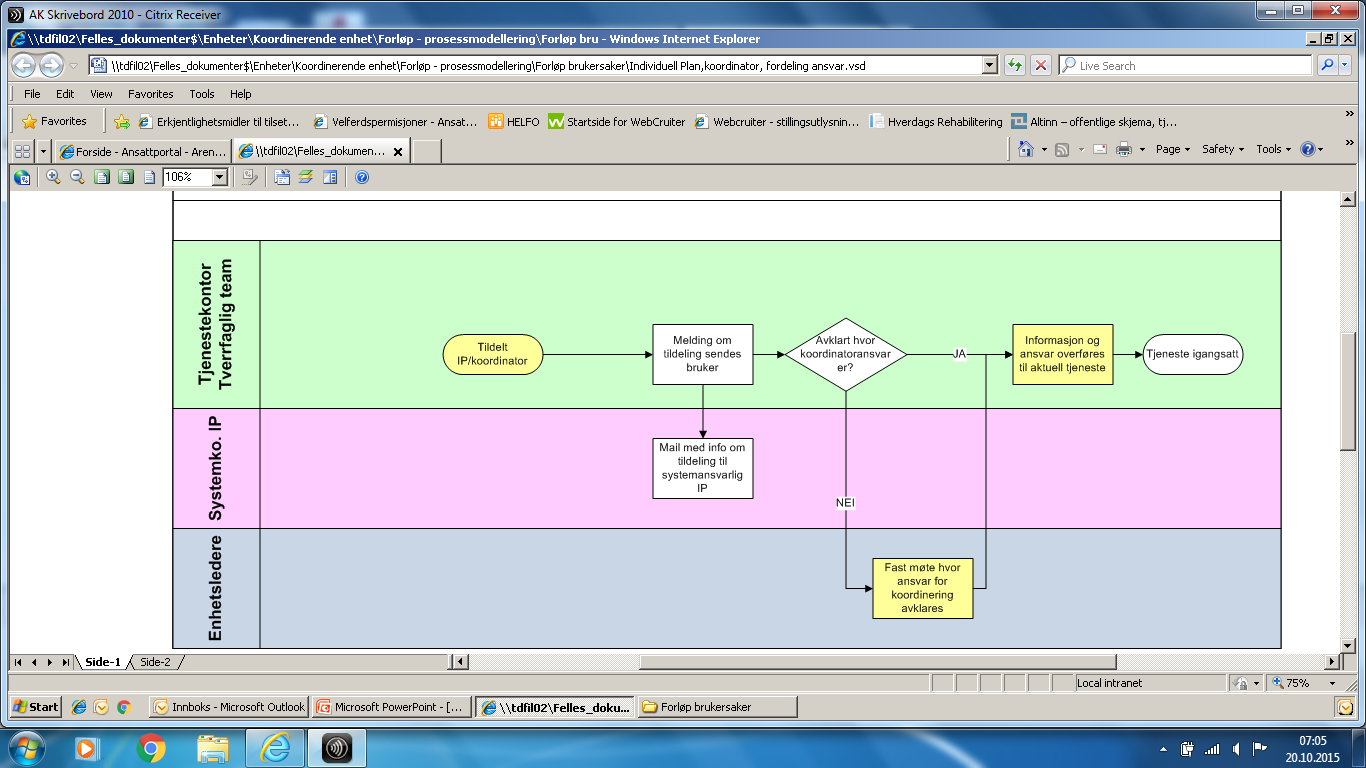 AK Skrivebord 2010 - Citrix Receiver
\\tdfil02\Felles_dokumenter$\Enheter\Koordinerende enhet\Forløp - prosessmodellering\Forløp bru - Windows Internet Explorer
\\tdfil02\Felles_dokumenter$\Enheter\Koordinerende enhet\Forløp - prosessmodellering\Forløp brukersaker\Individuell Plan,koordinator, fordeling ansvar.vsd
Live Search
File Edit View Favorites Tools Help
Favorites
Erkjentlighetsmidler til tilset...
Velferdspermisjoner - Ansat...
HELFO
Startside for WebCruiter
Webcruiter - stillingsutlysnin...
Hverdags Rehabilitering
Altinn – offentlige skjema, tj...
Forside - Ansattportal - Aren...
\\tdfil02\Felles_dokumen...
Page Safety Tools
106%
Tjenestekontor
Tverrfaglig team
Tildelt
IP/koordinator
Melding om
tildeling sendes
bruker
Avklart hvor
koordinatoransvar
er?
JA
Informasjon og
ansvar overføres
til aktuell tjeneste
Tjeneste igangsatt
Systemko. IP
Mail med info om
tildeling til
systemansvarlig
IP
NEI
Enhetsledere
Fast møte hvor
ansvar for
koordinering
avklares
Side-1 Side-2
Local intranet
75%
Start
Innboks - Microsoft Outlook
Microsoft PowerPoint - [...
\\tdfil02\Felles_doku...
Forløp brukersaker
07:05
20.10.2015